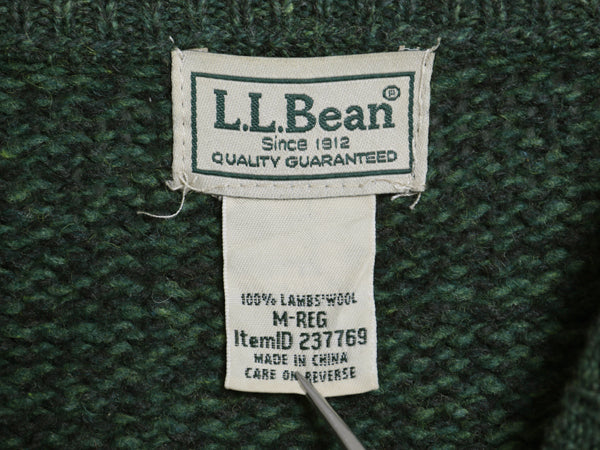 L.L.Bean®
Since 1912
QUALITY GUARANTEED
100% LAMBS' WOOL
M-REG
ItemID 237769
MADE IN CHINA
CARE ON REVERSE